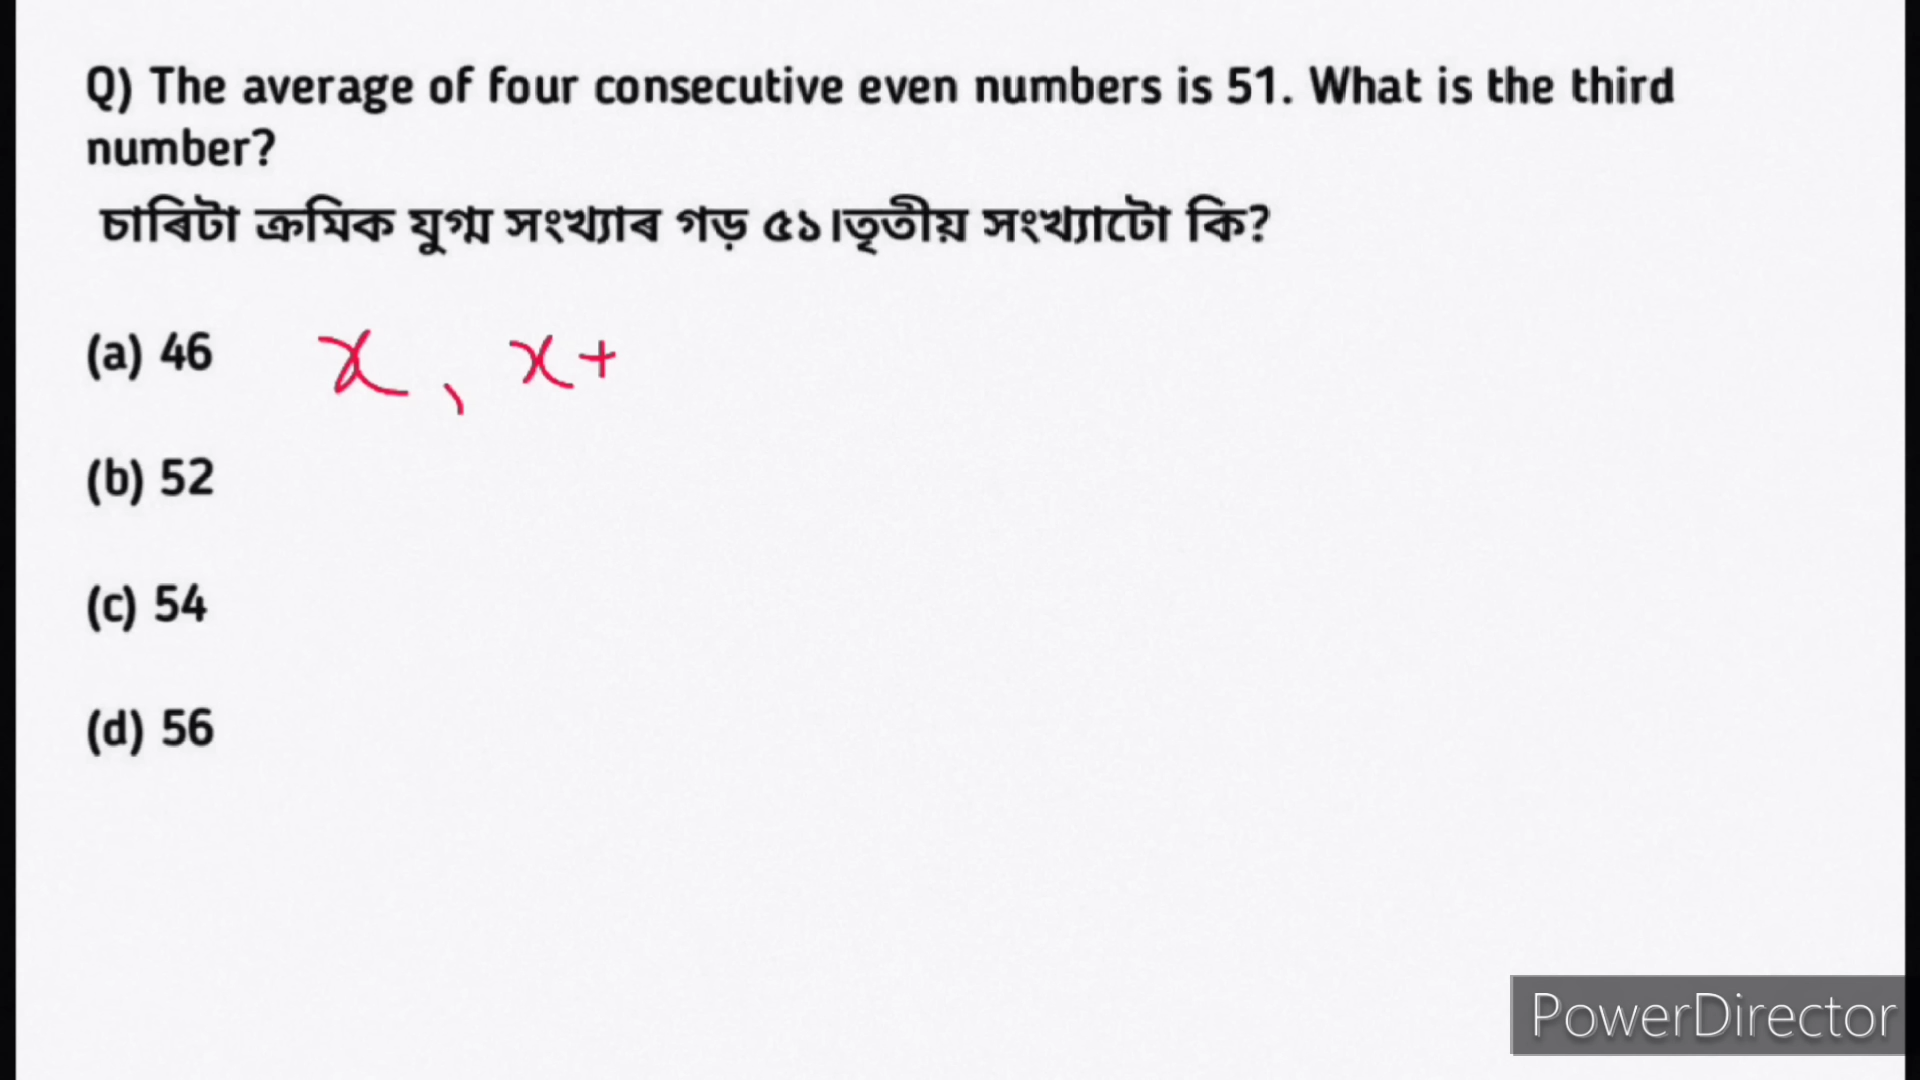 Q) The average of four consecutive even numbers is 51. What is the third
number?
চাৰিটা ক্ৰমিক যুগ্ম সংখ্যাৰ গড় ৫১।তৃতীয় সংখ্যাটো কি?
(a) 46 x, x+
(b) 52
(c) 54
(d) 56
PowerDirector